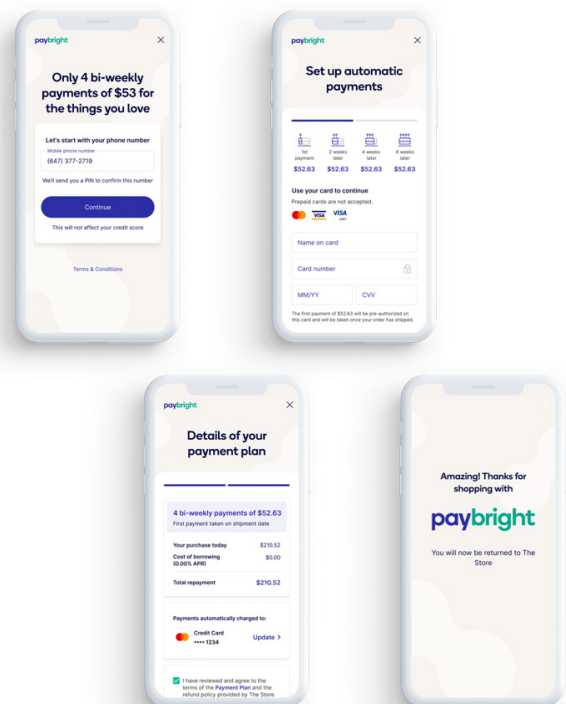 paybright
Only 4 bi-weekly
payments of $53 for
the things you love
Let's start with your phone number
Mobile phone number
(647) 377-2719
We'll send you a PIN to confirm this number
Continue
This will not affect your credit score
Terms & Conditions
paybright
Set up automatic
payments
1st
payment
2 weeks
later
4 weeks
later
6 weeks
later
$52.63 $52.63 $52.63 $52.63
Use your card to continue
Prepaid cards are not accepted.
VISA VISA
DEBIT
Name on card
Card number
MM/YY CVV
The first payment of $52.63 will be pre-authorized on
this card and will be taken once your order has shipped.
paybright
Details of your
payment plan
4 bi-weekly payments of $52.63
First payment taken on shipment date
Your purchase today $210.52
Cost of borrowing $0.00
(0.00% APR)
Total repayment $210.52
Payments automatically charged to:
Credit Card
•••• 1234
Update >
I have reviewed and agree to the
terms of the Payment Plan and the
refund policy provided by The Store.
Amazing! Thanks for
shopping with
paybright
You will now be returned to The
Store